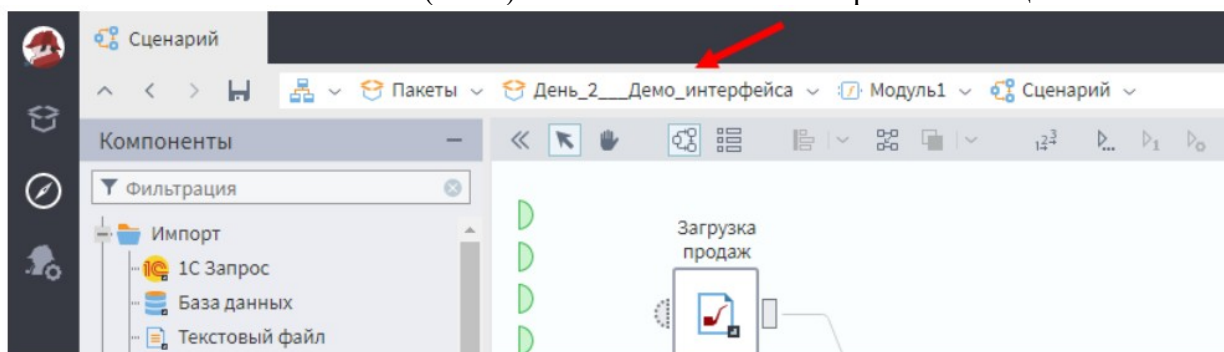 Сценарий
Пакеты День_2___Демо_интерфейса Модуль1 Сценарий
Компоненты
Фильтрация
Импорт
1С Запрос
База данных
Текстовый файл
Загрузка
продаж